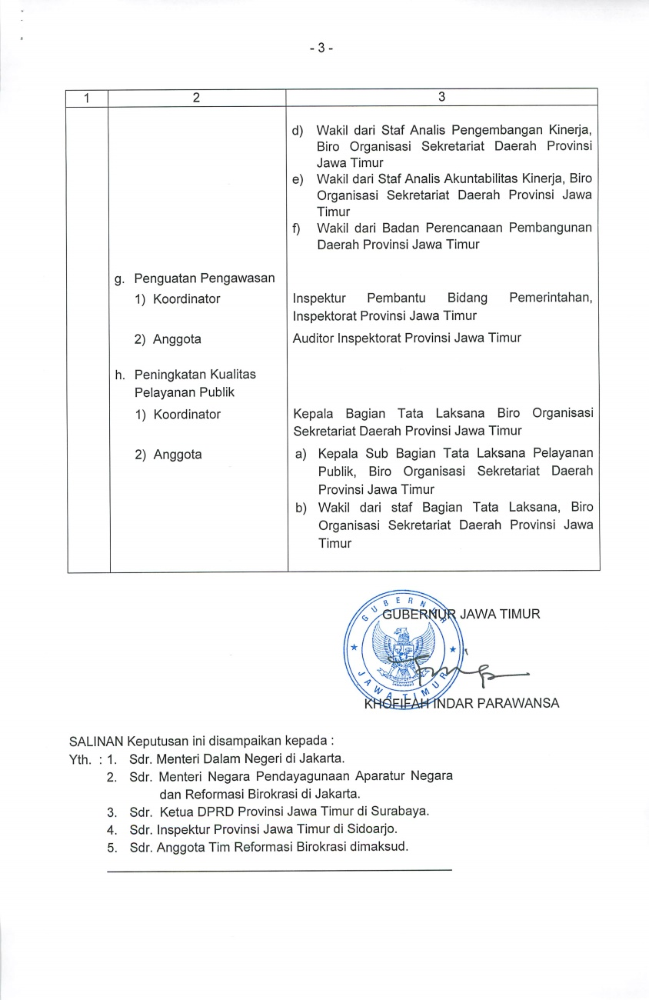 - 3 -
1 2 3
d) Wakil dari Staf Analis Pengembangan Kinerja,
Biro Organisasi Sekretariat Daerah Provinsi
Jawa Timur
e) Wakil dari Staf Analis Akuntabilitas Kinerja, Biro
Organisasi Sekretariat Daerah Provinsi Jawa
Timur
f) Wakil dari Badan Perencanaan Pembangunan
Daerah Provinsi Jawa Timur
g. Penguatan Pengawasan
1) Koordinator
Inspektur Pembantu Bidang Pemerintahan,
Inspektorat Provinsi Jawa Timur
2) Anggota
Auditor Inspektorat Provinsi Jawa Timur
h. Peningkatan Kualitas
Pelayanan Publik
1) Koordinator
Kepala Bagian Tata Laksana Biro Organisasi
Sekretariat Daerah Provinsi Jawa Timur
2) Anggota
a) Kepala Sub Bagian Tata Laksana Pelayanan
Publik, Biro Organisasi Sekretariat Daerah
Provinsi Jawa Timur
b) Wakil dari staf Bagian Tata Laksana, Biro
Organisasi Sekretariat Daerah Provinsi Jawa
Timur
GUBERNUR JAWA TIMUR
GUBERNUR
JAWA TIMUR
KHOFIFAH INDAR PARAWANSA
SALINAN Keputusan ini disampaikan kepada :
Yth. : 1. Sdr. Menteri Dalam Negeri di Jakarta.
2. Sdr. Menteri Negara Pendayagunaan Aparatur Negara
dan Reformasi Birokrasi di Jakarta.
3. Sdr. Ketua DPRD Provinsi Jawa Timur di Surabaya.
4. Sdr. Inspektur Provinsi Jawa Timur di Sidoarjo.
5. Sdr. Anggota Tim Reformasi Birokrasi dimaksud.